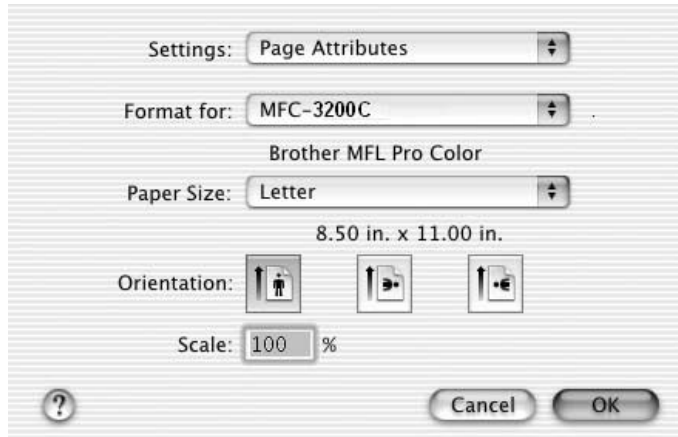 Settings: Page Attributes
Format for: MFC-3200C
Brother MFL Pro Color
Paper Size: Letter
8.50 in. x 11.00 in.
Orientation:
Scale: 100 %
? Cancel OK